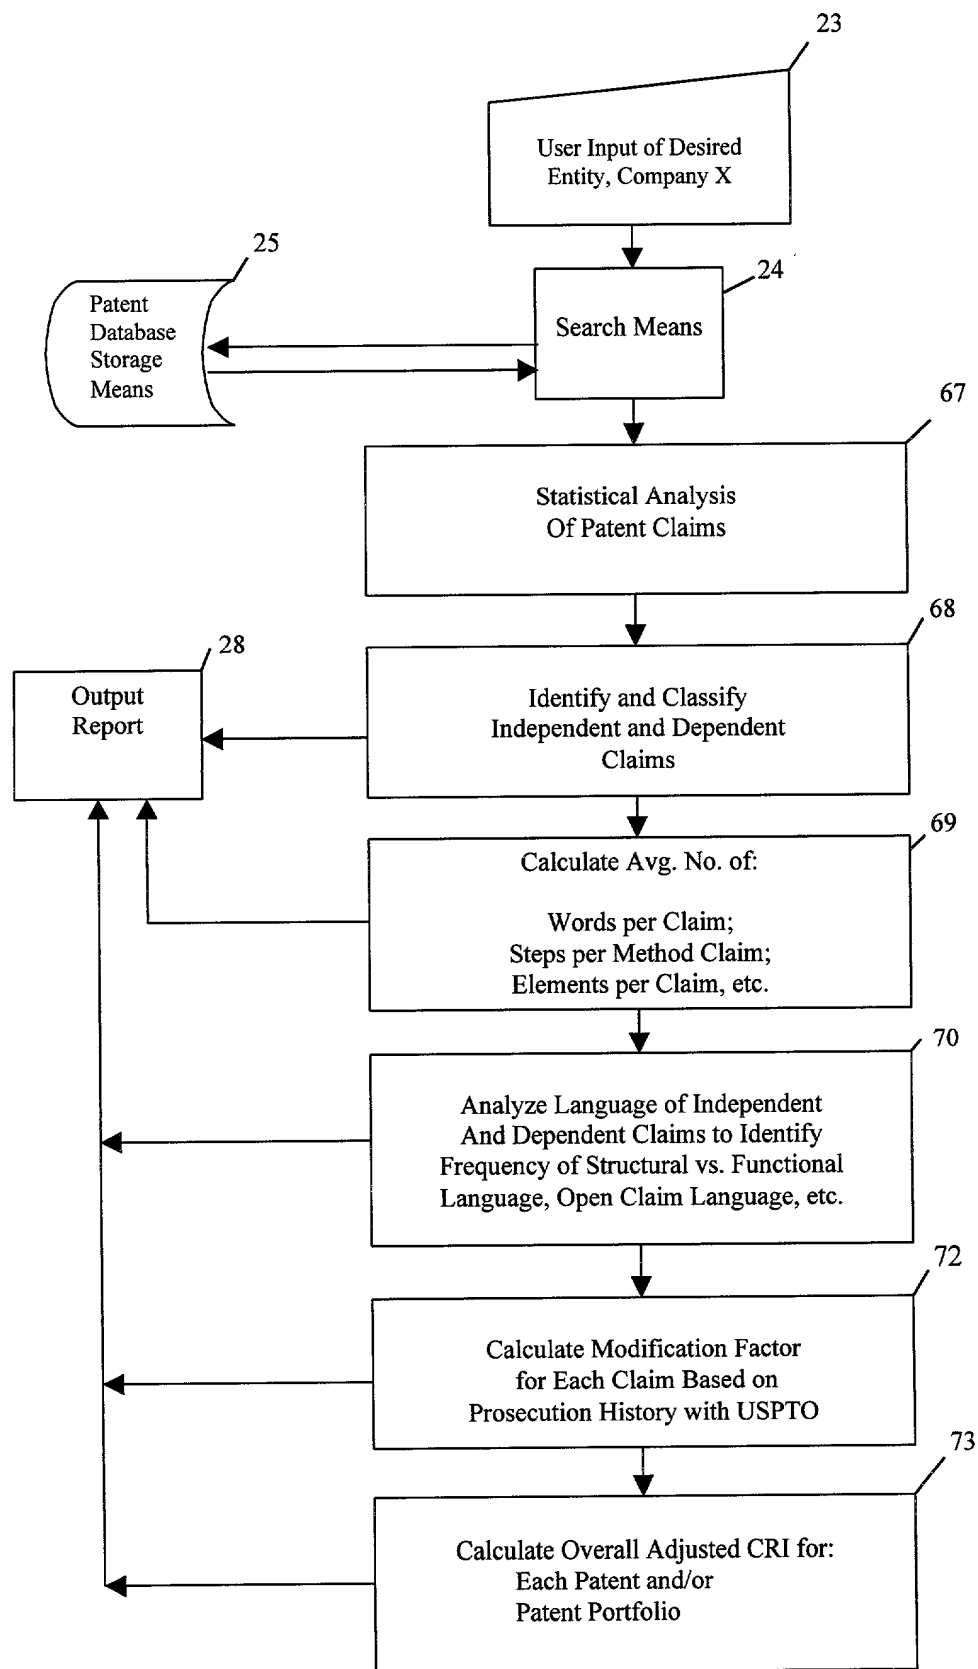 23
User Input of Desired
Entity, Company X
25
24
Patent
Database
Storage
Means
Search Means
67
Statistical Analysis
Of Patent Claims
68
28
Output
Report
Identify and Classify
Independent and Dependent
Claims
69
Calculate Avg. No. of:
Words per Claim;
Steps per Method Claim;
Elements per Claim, etc.
70
Analyze Language of Independent
And Dependent Claims to Identify
Frequency of Structural vs. Functional
Language, Open Claim Language, etc.
72
Calculate Modification Factor
for Each Claim Based on
Prosecution History with USPTO
73
Calculate Overall Adjusted CRI for:
Each Patent and/or
Patent Portfolio